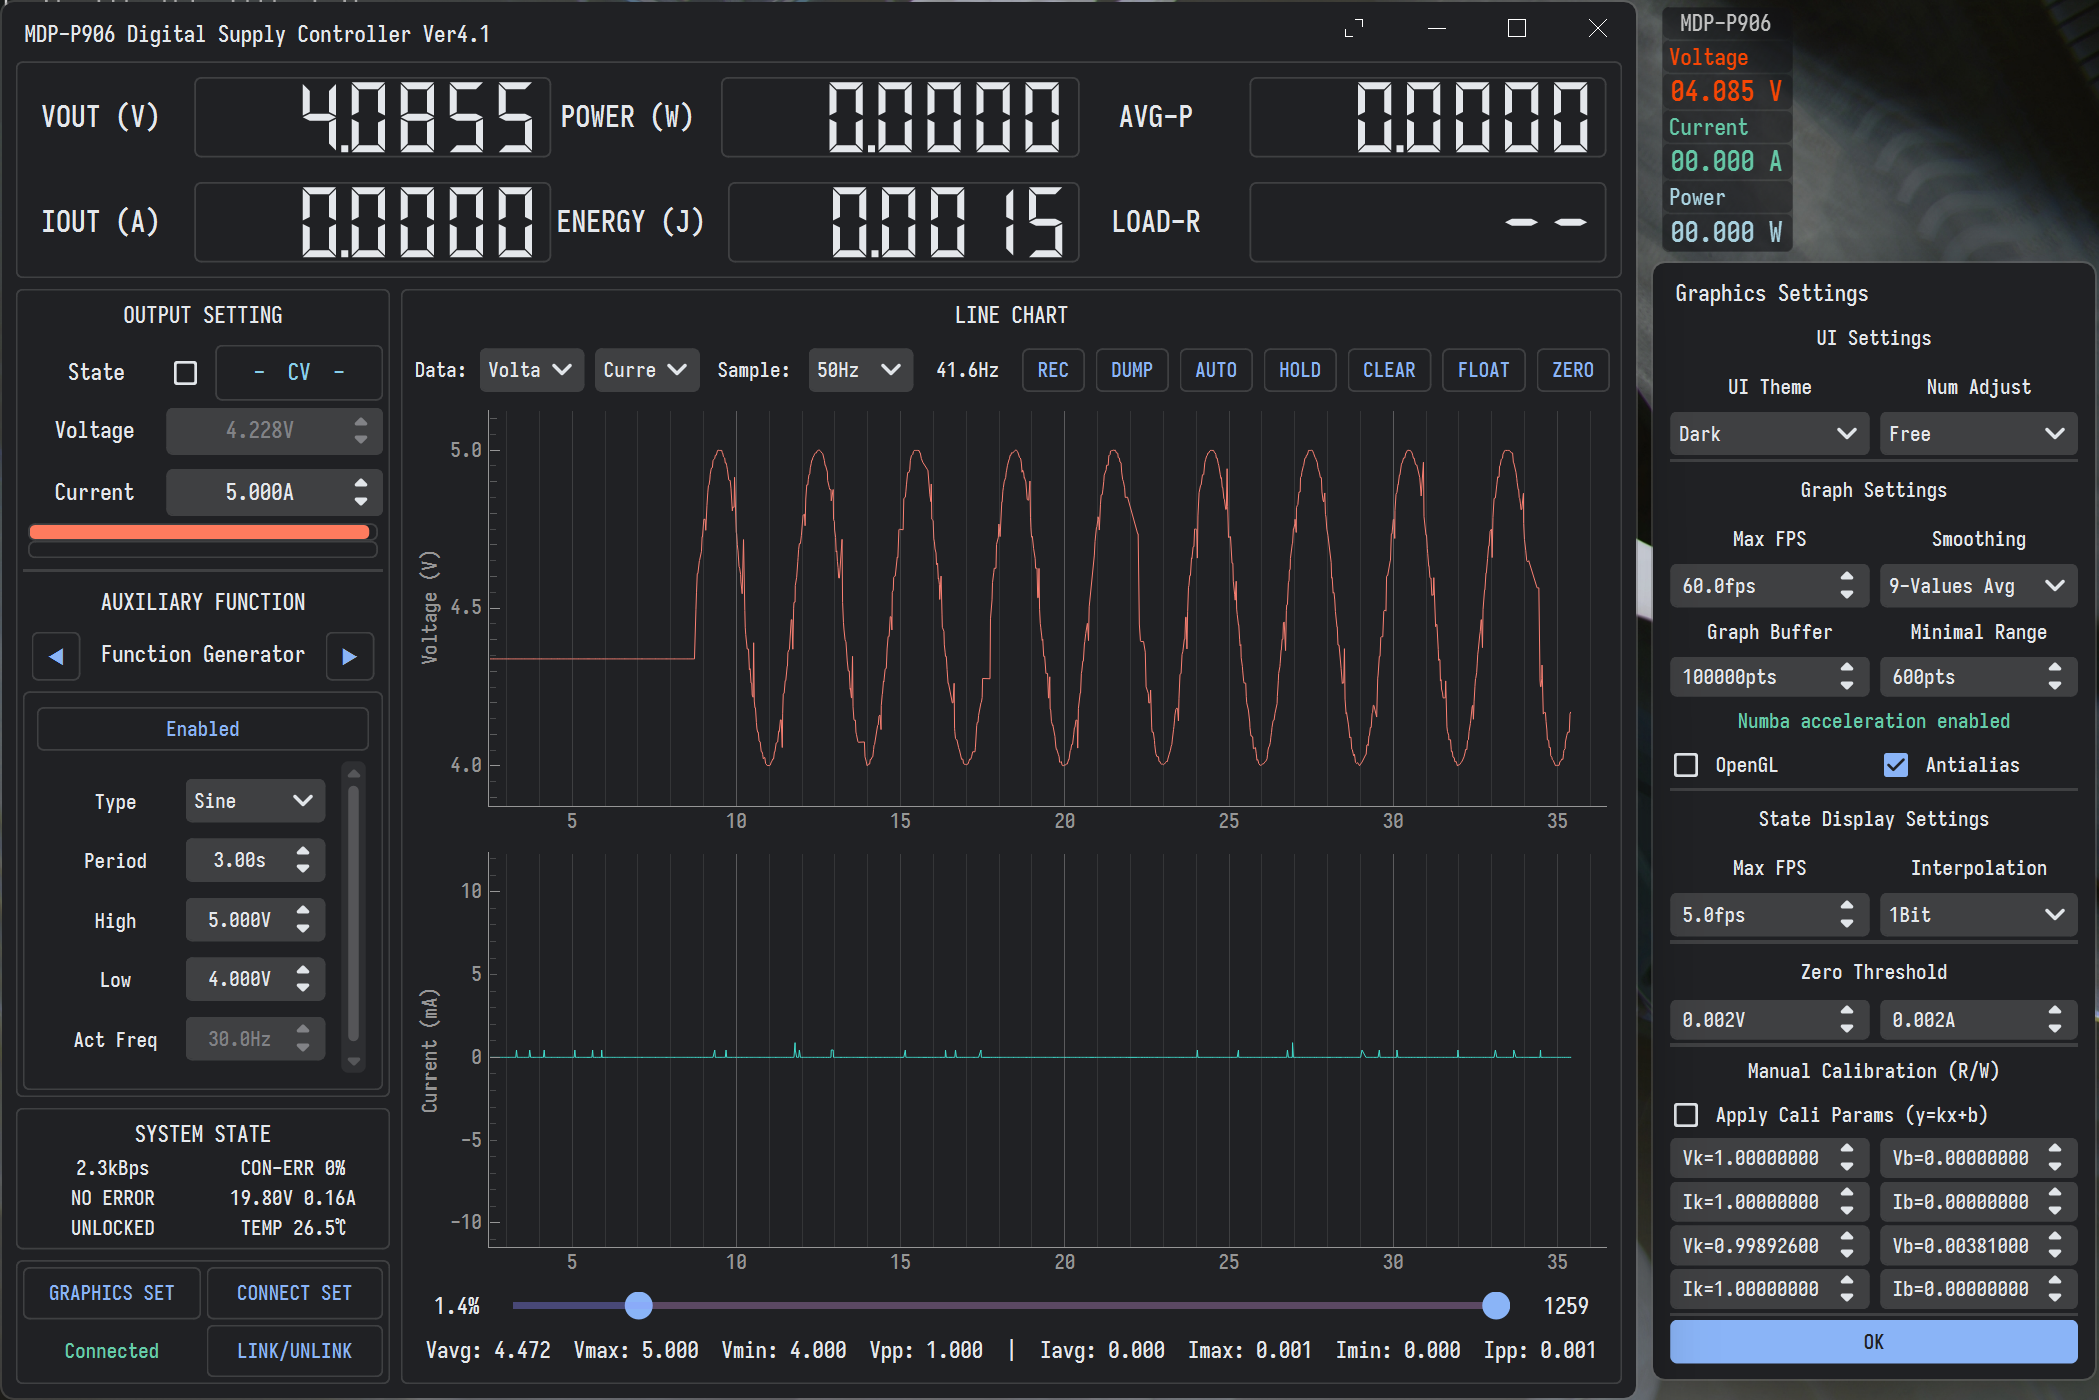 MDP-P906 Digital Supply Controller Ver4.1
VOUT (V) 4.0855 POWER (W) 0.0000 AVG-P 0.0000
IOUT (A) 0.0000 ENERGY (J) 0.0015 LOAD-R --
OUTPUT SETTING
State - CV -
Voltage 4.228V
Current 5.000A
AUXILIARY FUNCTION
Function Generator
Enabled
Type Sine
Period 3.00s
High 5.000V
Low 4.000V
Act Freq 30.0Hz
SYSTEM STATE
2.3kBps CON-ERR 0%
NO ERROR 19.80V 0.16A
UNLOCKED TEMP 26.5℃
GRAPHICS SET CONNECT SET
Connected LINK/UNLINK
LINE CHART
Data: Volta Curre Sample: 50Hz 41.6Hz REC DUMP AUTO HOLD CLEAR FLOAT ZERO
Voltage (V)
5.0
4.5
4.0
5 10 15 20 25 30 35
Current (mA)
10
5
0
-5
-10
5 10 15 20 25 30 35
1.4% 1259
Vavg: 4.472 Vmax: 5.000 Vmin: 4.000 Vpp: 1.000 | Iavg: 0.000 Imax: 0.001 Imin: 0.000 Ipp: 0.001
MDP-P906
Voltage
04.085 V
Current
00.000 A
Power
00.000 W
Graphics Settings
UI Settings
UI Theme Num Adjust
Dark Free
Graph Settings
Max FPS Smoothing
60.0fps 9-Values Avg
Graph Buffer Minimal Range
100000pts 600pts
Numba acceleration enabled
OpenGL Antialias
State Display Settings
Max FPS Interpolation
5.0fps 1Bit
Zero Threshold
0.002V 0.002A
Manual Calibration (R/W)
Apply Cali Params (y=kx+b)
Vk=1.00000000 Vb=0.00000000
Ik=1.00000000 Ib=0.00000000
Vk=0.99892600 Vb=0.00381000
Ik=1.00000000 Ib=0.00000000
OK